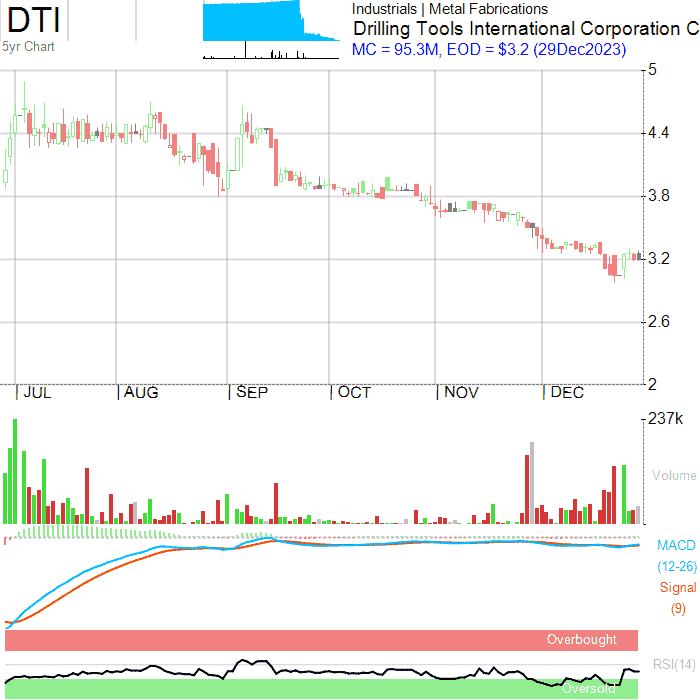 DTI
5yr Chart
Industrials | Metal Fabrications
Drilling Tools International Corporation C
MC = 95.3M, EOD = $3.2 (29Dec2023)
5
4.4
3.8
3.2
2.6
2
JUL AUG SEP OCT NOV DEC
237k
Volume
MACD
(12-26)
Signal
(9)
Overbought
RSI(14)
Oversold